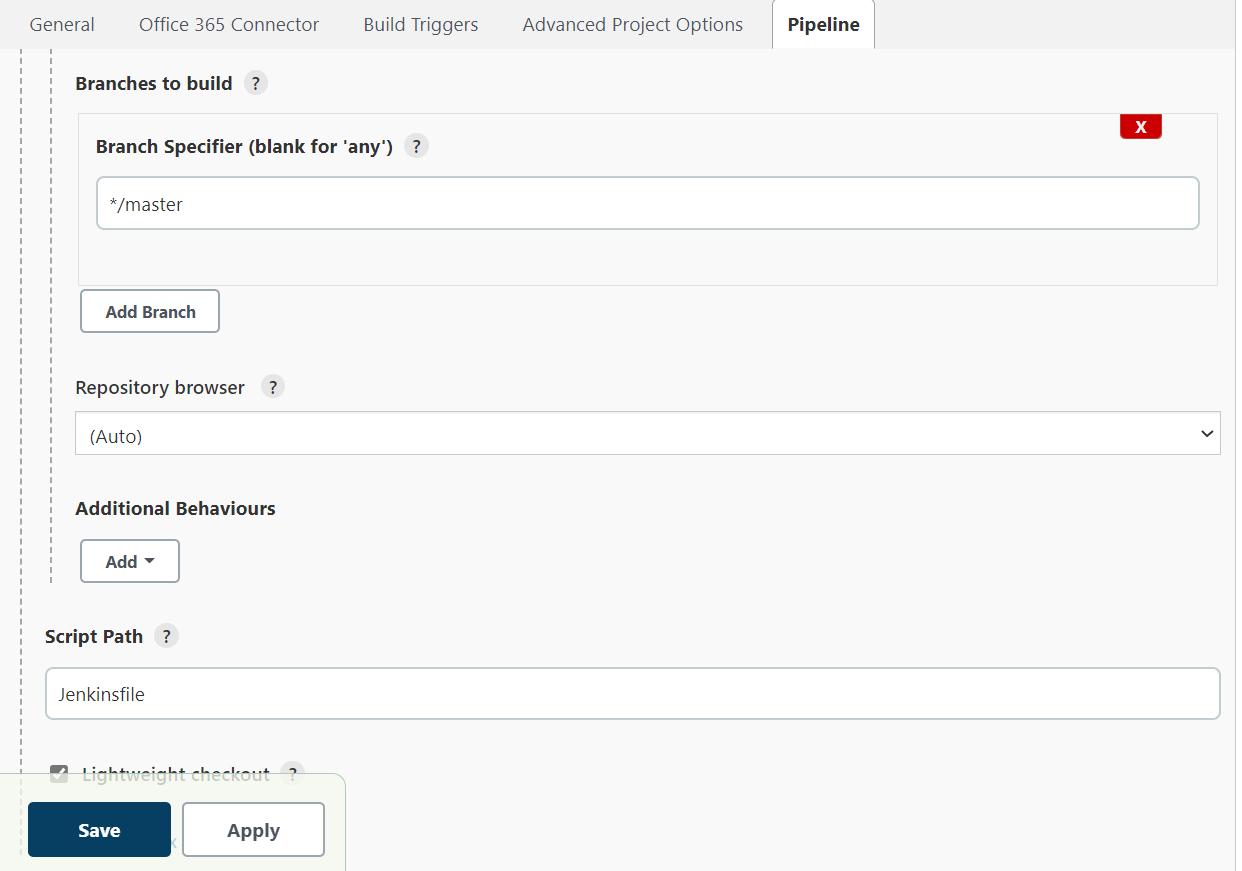 General Office 365 Connector Build Triggers Advanced Project Options Pipeline
Branches to build ?
X
Branch Specifier (blank for 'any') ?
*/master
Add Branch
Repository browser ?
(Auto)
Additional Behaviours
Add
Script Path ?
Jenkinsfile
Lightweight checkout ?
Save Apply